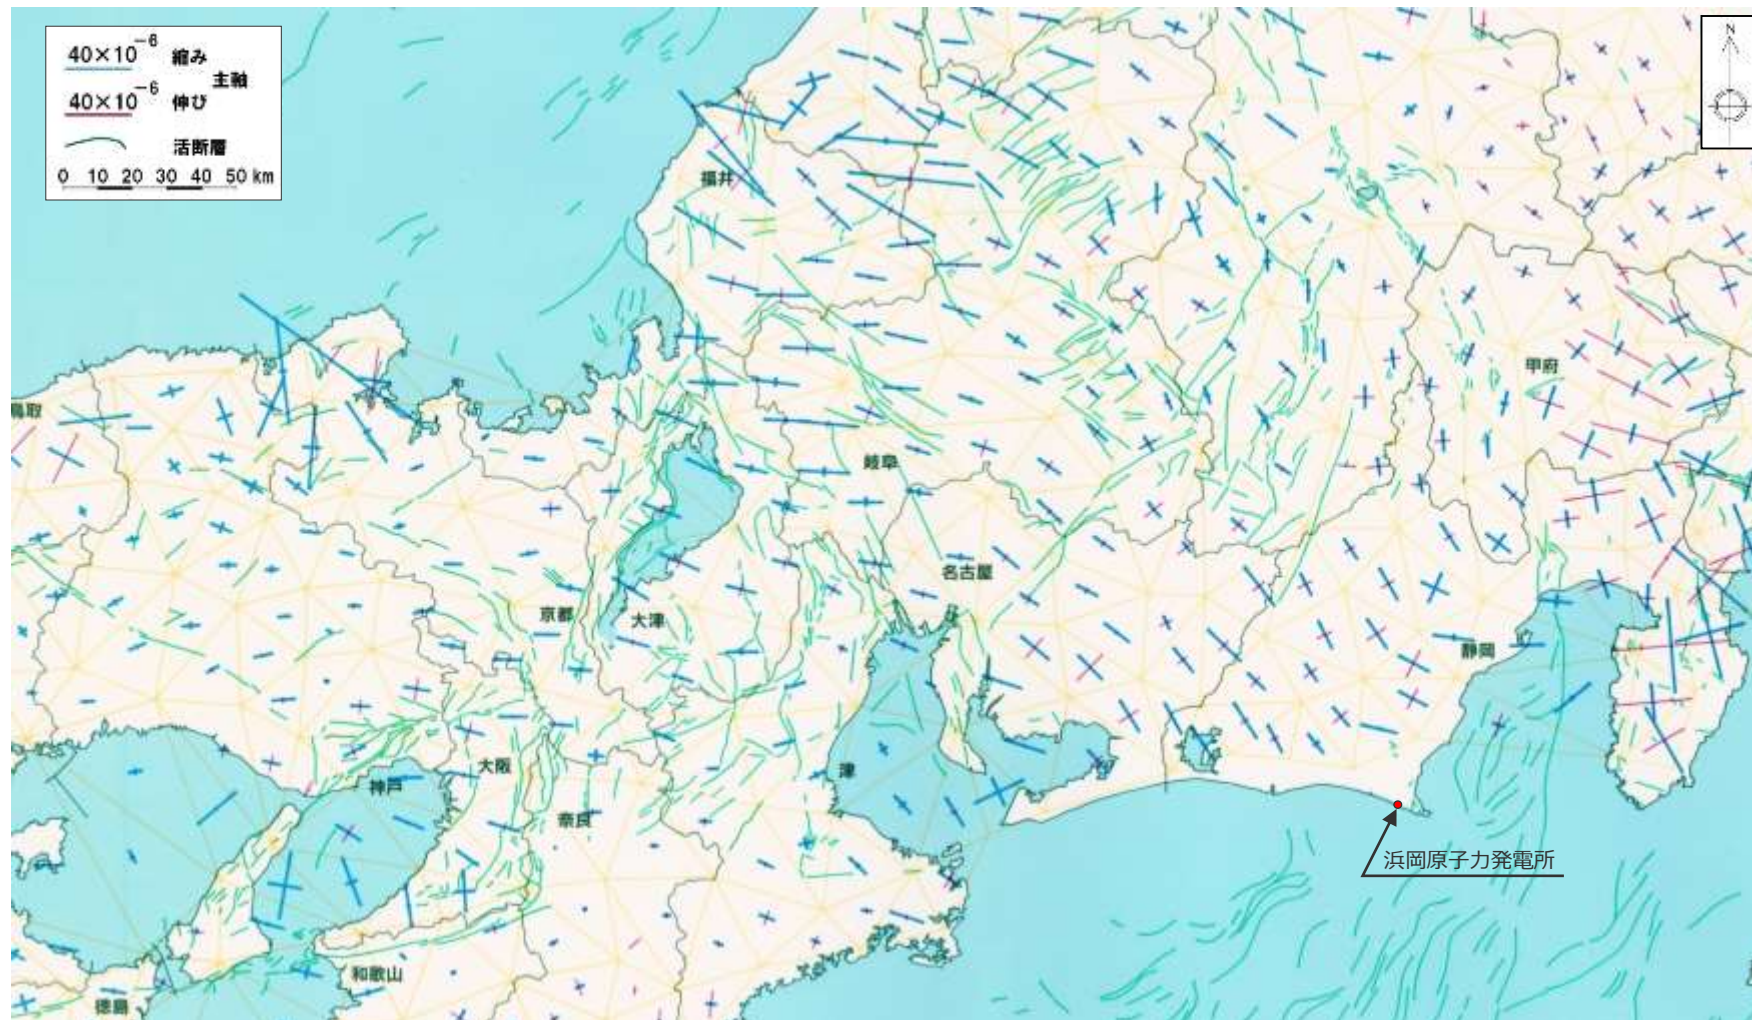 40×10⁻⁶ 縮み
主軸
40×10⁻⁶ 伸び
活断層
0 10 20 30 40 50 km
N
福井
鳥取
甲府
岐阜
名古屋
京都
大津
静岡
大阪
神戸
津
奈良
浜岡原子力発電所
和歌山
徳島